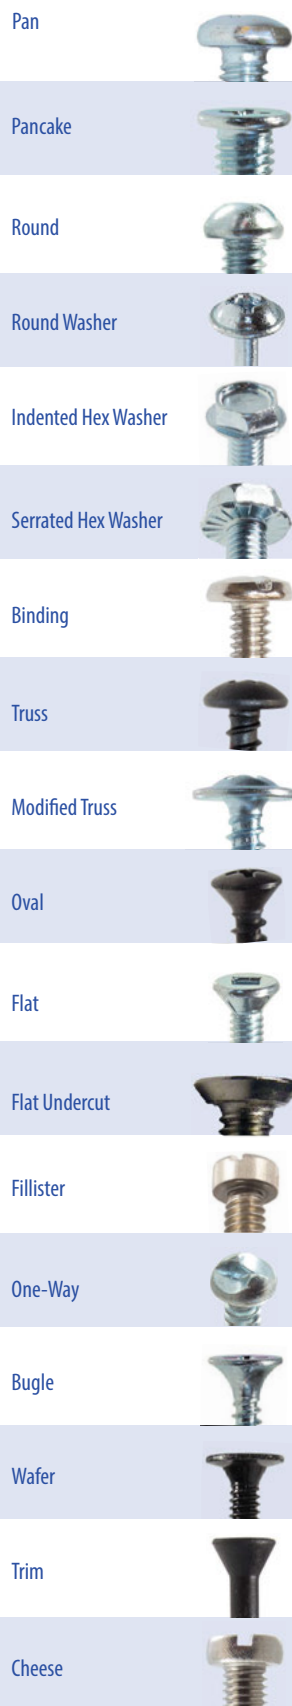 Pan
Pancake
Round
Round Washer
Indented Hex Washer
Serrated Hex Washer
Binding
Truss
Modified Truss
Oval
Flat
Flat Undercut
Fillister
One-Way
Bugle
Wafer
Trim
Cheese